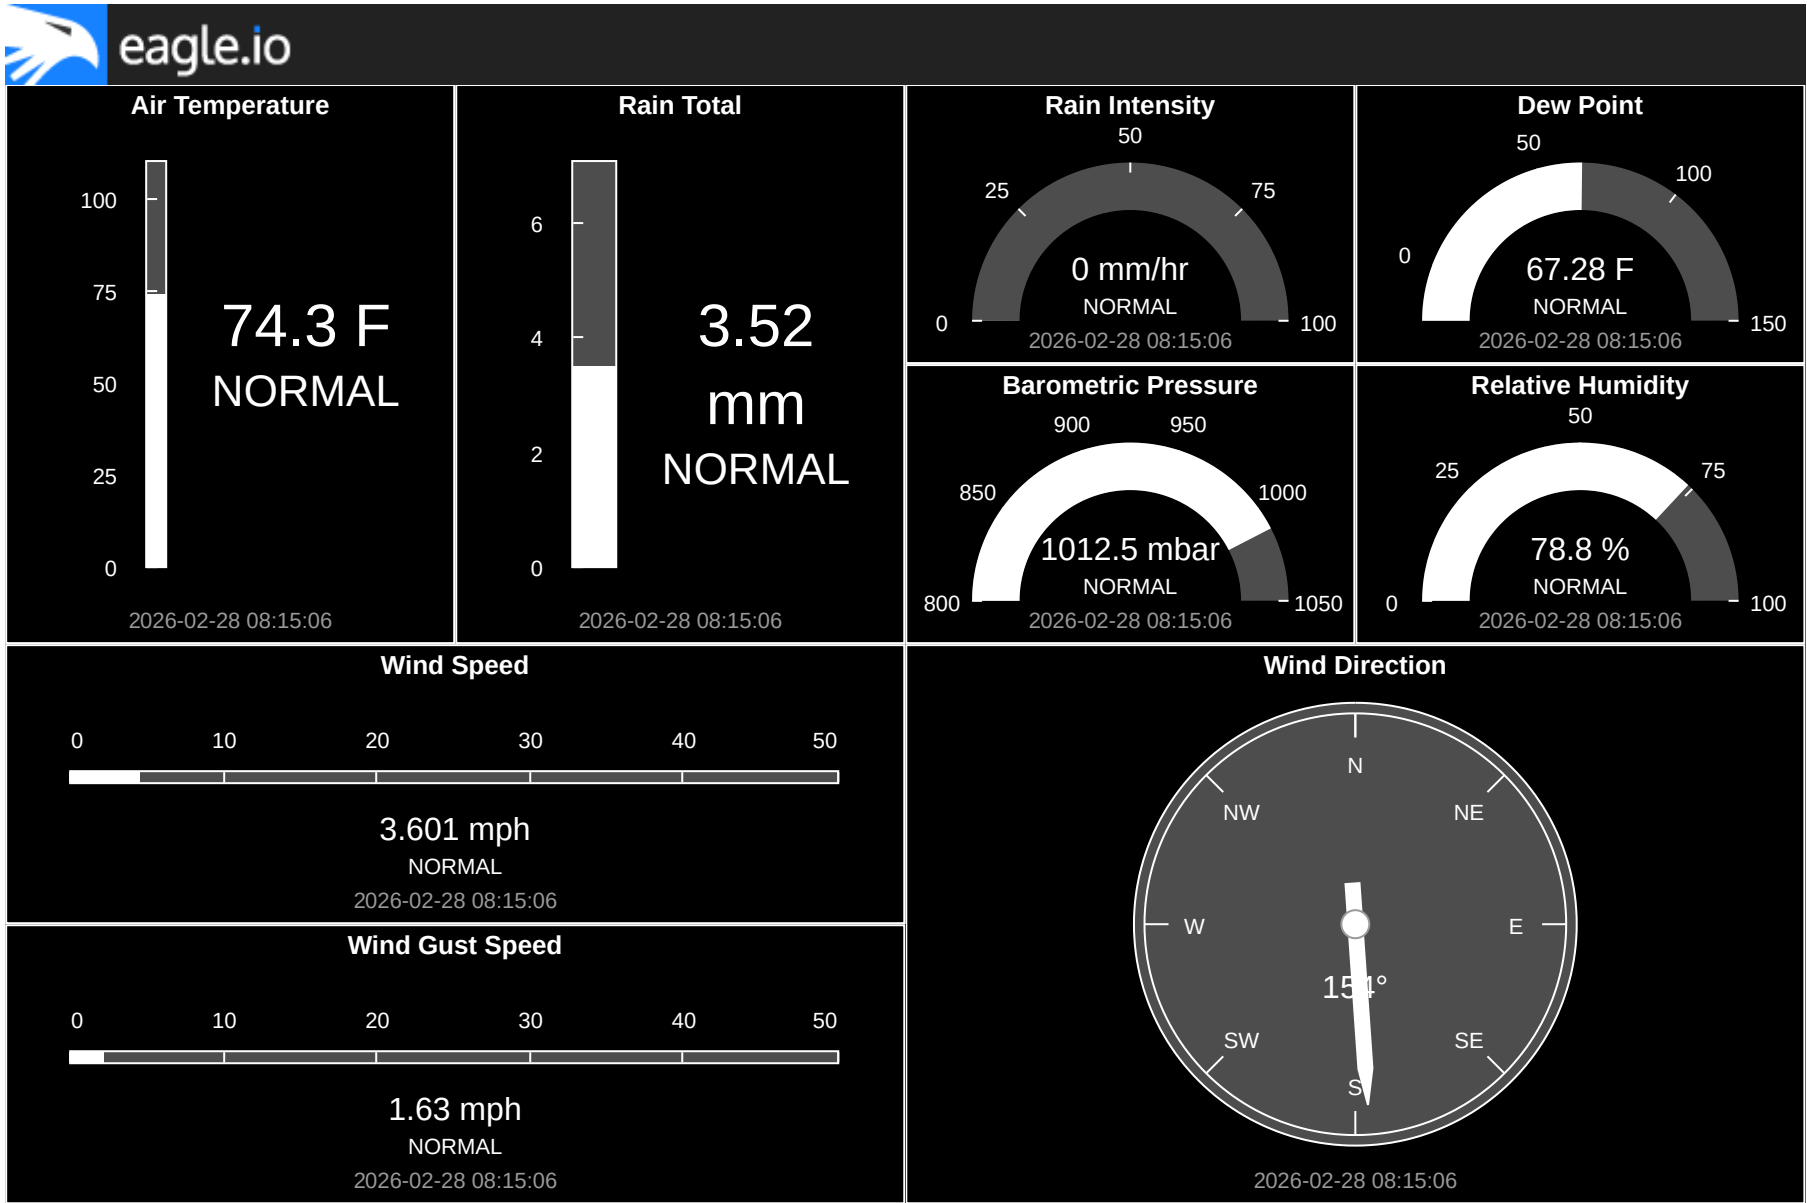 eagle.io
Air Temperature
100
75
50
25
0
74.3 F
NORMAL
2026-02-28 08:15:06
Rain Total
6
4
2
0
3.52
mm
NORMAL
2026-02-28 08:15:06
Rain Intensity
50
25
75
0
100
0 mm/hr
NORMAL
2026-02-28 08:15:06
Dew Point
50
100
0
150
67.28 F
NORMAL
2026-02-28 08:15:06
Barometric Pressure
900
950
850
1000
800
1050
1012.5 mbar
NORMAL
2026-02-28 08:15:06
Relative Humidity
50
25
75
0
100
78.8 %
NORMAL
2026-02-28 08:15:06
Wind Speed
0 10 20 30 40 50
3.601 mph
NORMAL
2026-02-28 08:15:06
Wind Gust Speed
0 10 20 30 40 50
1.63 mph
NORMAL
2026-02-28 08:15:06
Wind Direction
N
NW
NE
W
E
154°
SW
SE
S
2026-02-28 08:15:06